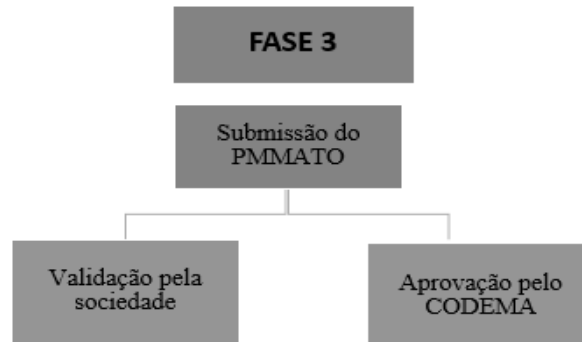 FASE 3
Submissão do
PMMATO
Validação pela
sociedade
Aprovação pelo
CODEMA